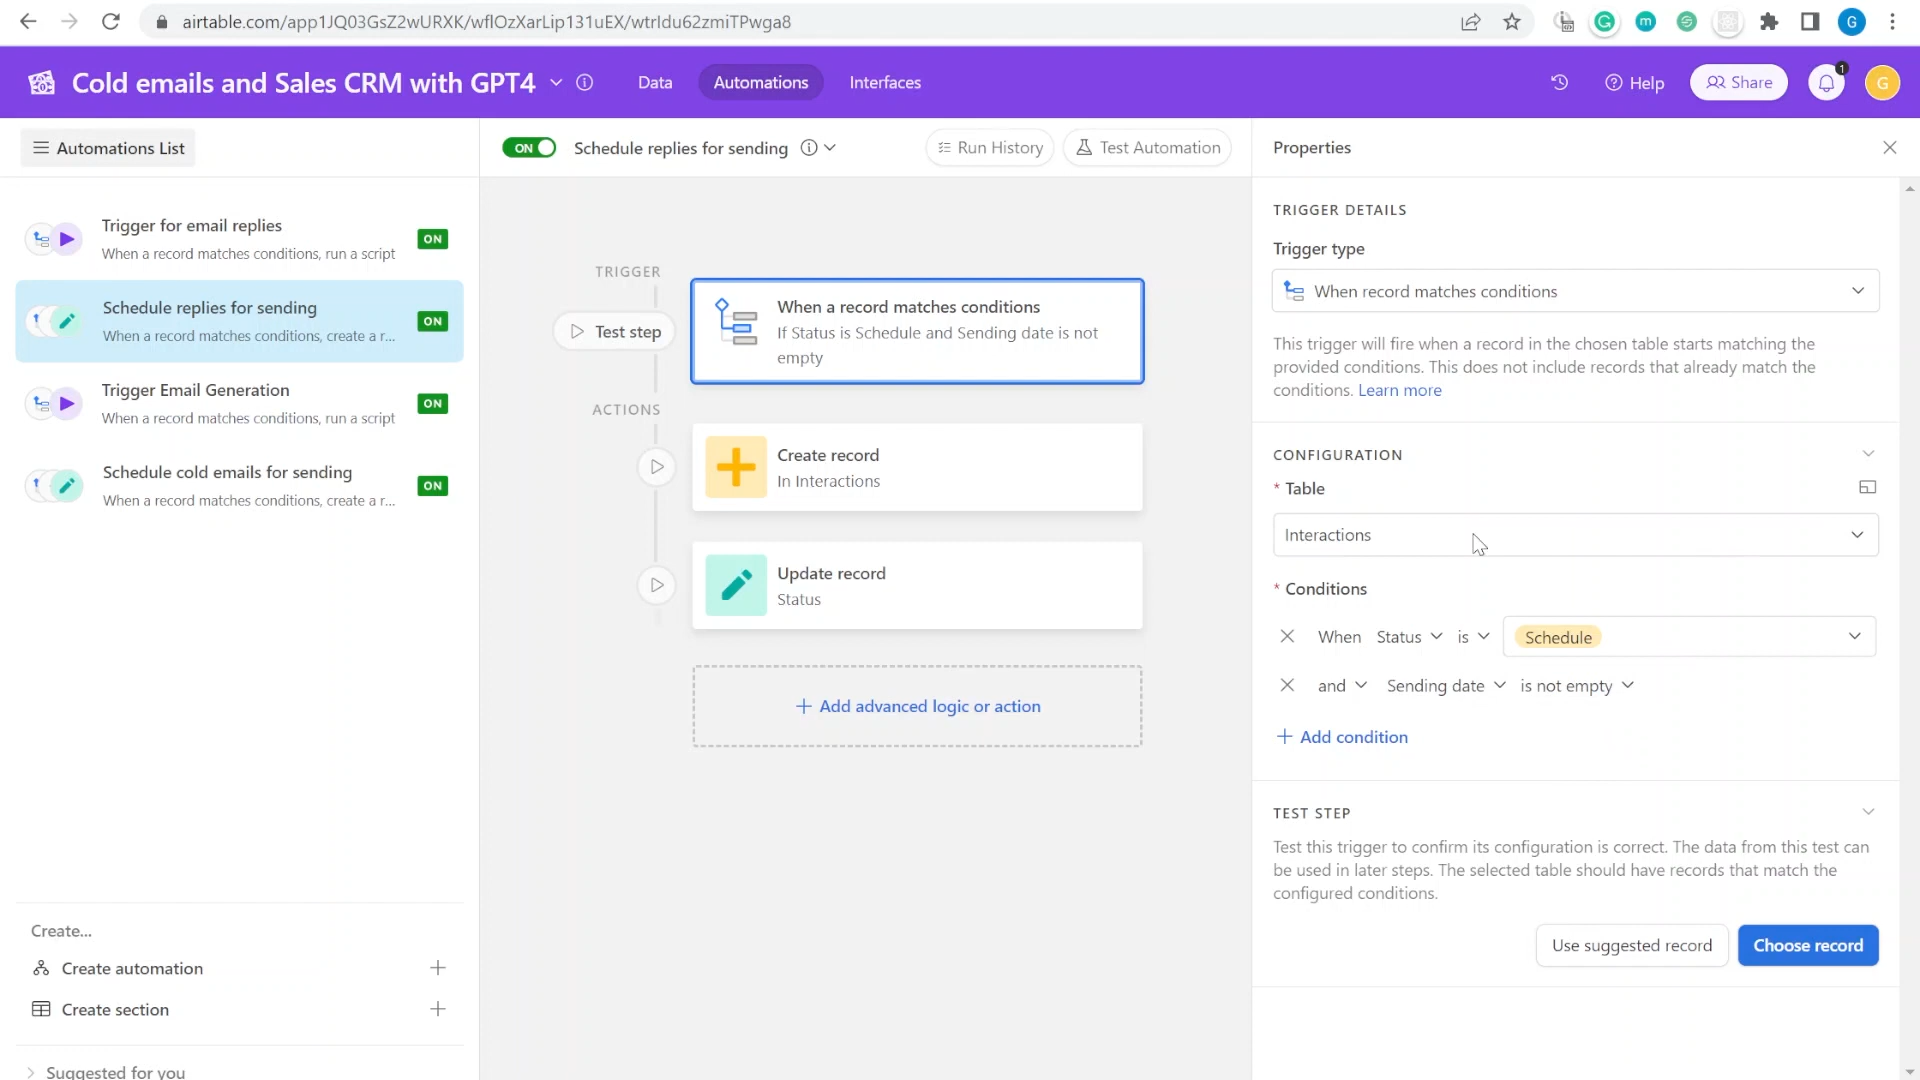 airtable.com/app1JQ03GsZ2wURXK/wflOzXarLip131uEX/wtrIdu62zmiTPwga8
G
m
G
Cold emails and Sales CRM with GPT4
Data
Automations
Interfaces
Help
Share
1
G
Automations List
ON
Schedule replies for sending
Run History
Test Automation
Properties
Trigger for email replies
When a record matches conditions, run a script
ON
Schedule replies for sending
When a record matches conditions, create a r...
ON
Trigger Email Generation
When a record matches conditions, run a script
ON
Schedule cold emails for sending
When a record matches conditions, create a r...
ON
Create...
Create automation
Create section
Suggested for you
TRIGGER
Test step
When a record matches conditions
If Status is Schedule and Sending date is not
empty
ACTIONS
Create record
In Interactions
Update record
Status
Add advanced logic or action
TRIGGER DETAILS
Trigger type
When record matches conditions
This trigger will fire when a record in the chosen table starts matching the
provided conditions. This does not include records that already match the
conditions. Learn more
CONFIGURATION
* Table
Interactions
* Conditions
When Status is Schedule
and Sending date is not empty
Add condition
TEST STEP
Test this trigger to confirm its configuration is correct. The data from this test can
be used in later steps. The selected table should have records that match the
configured conditions.
Use suggested record
Choose record